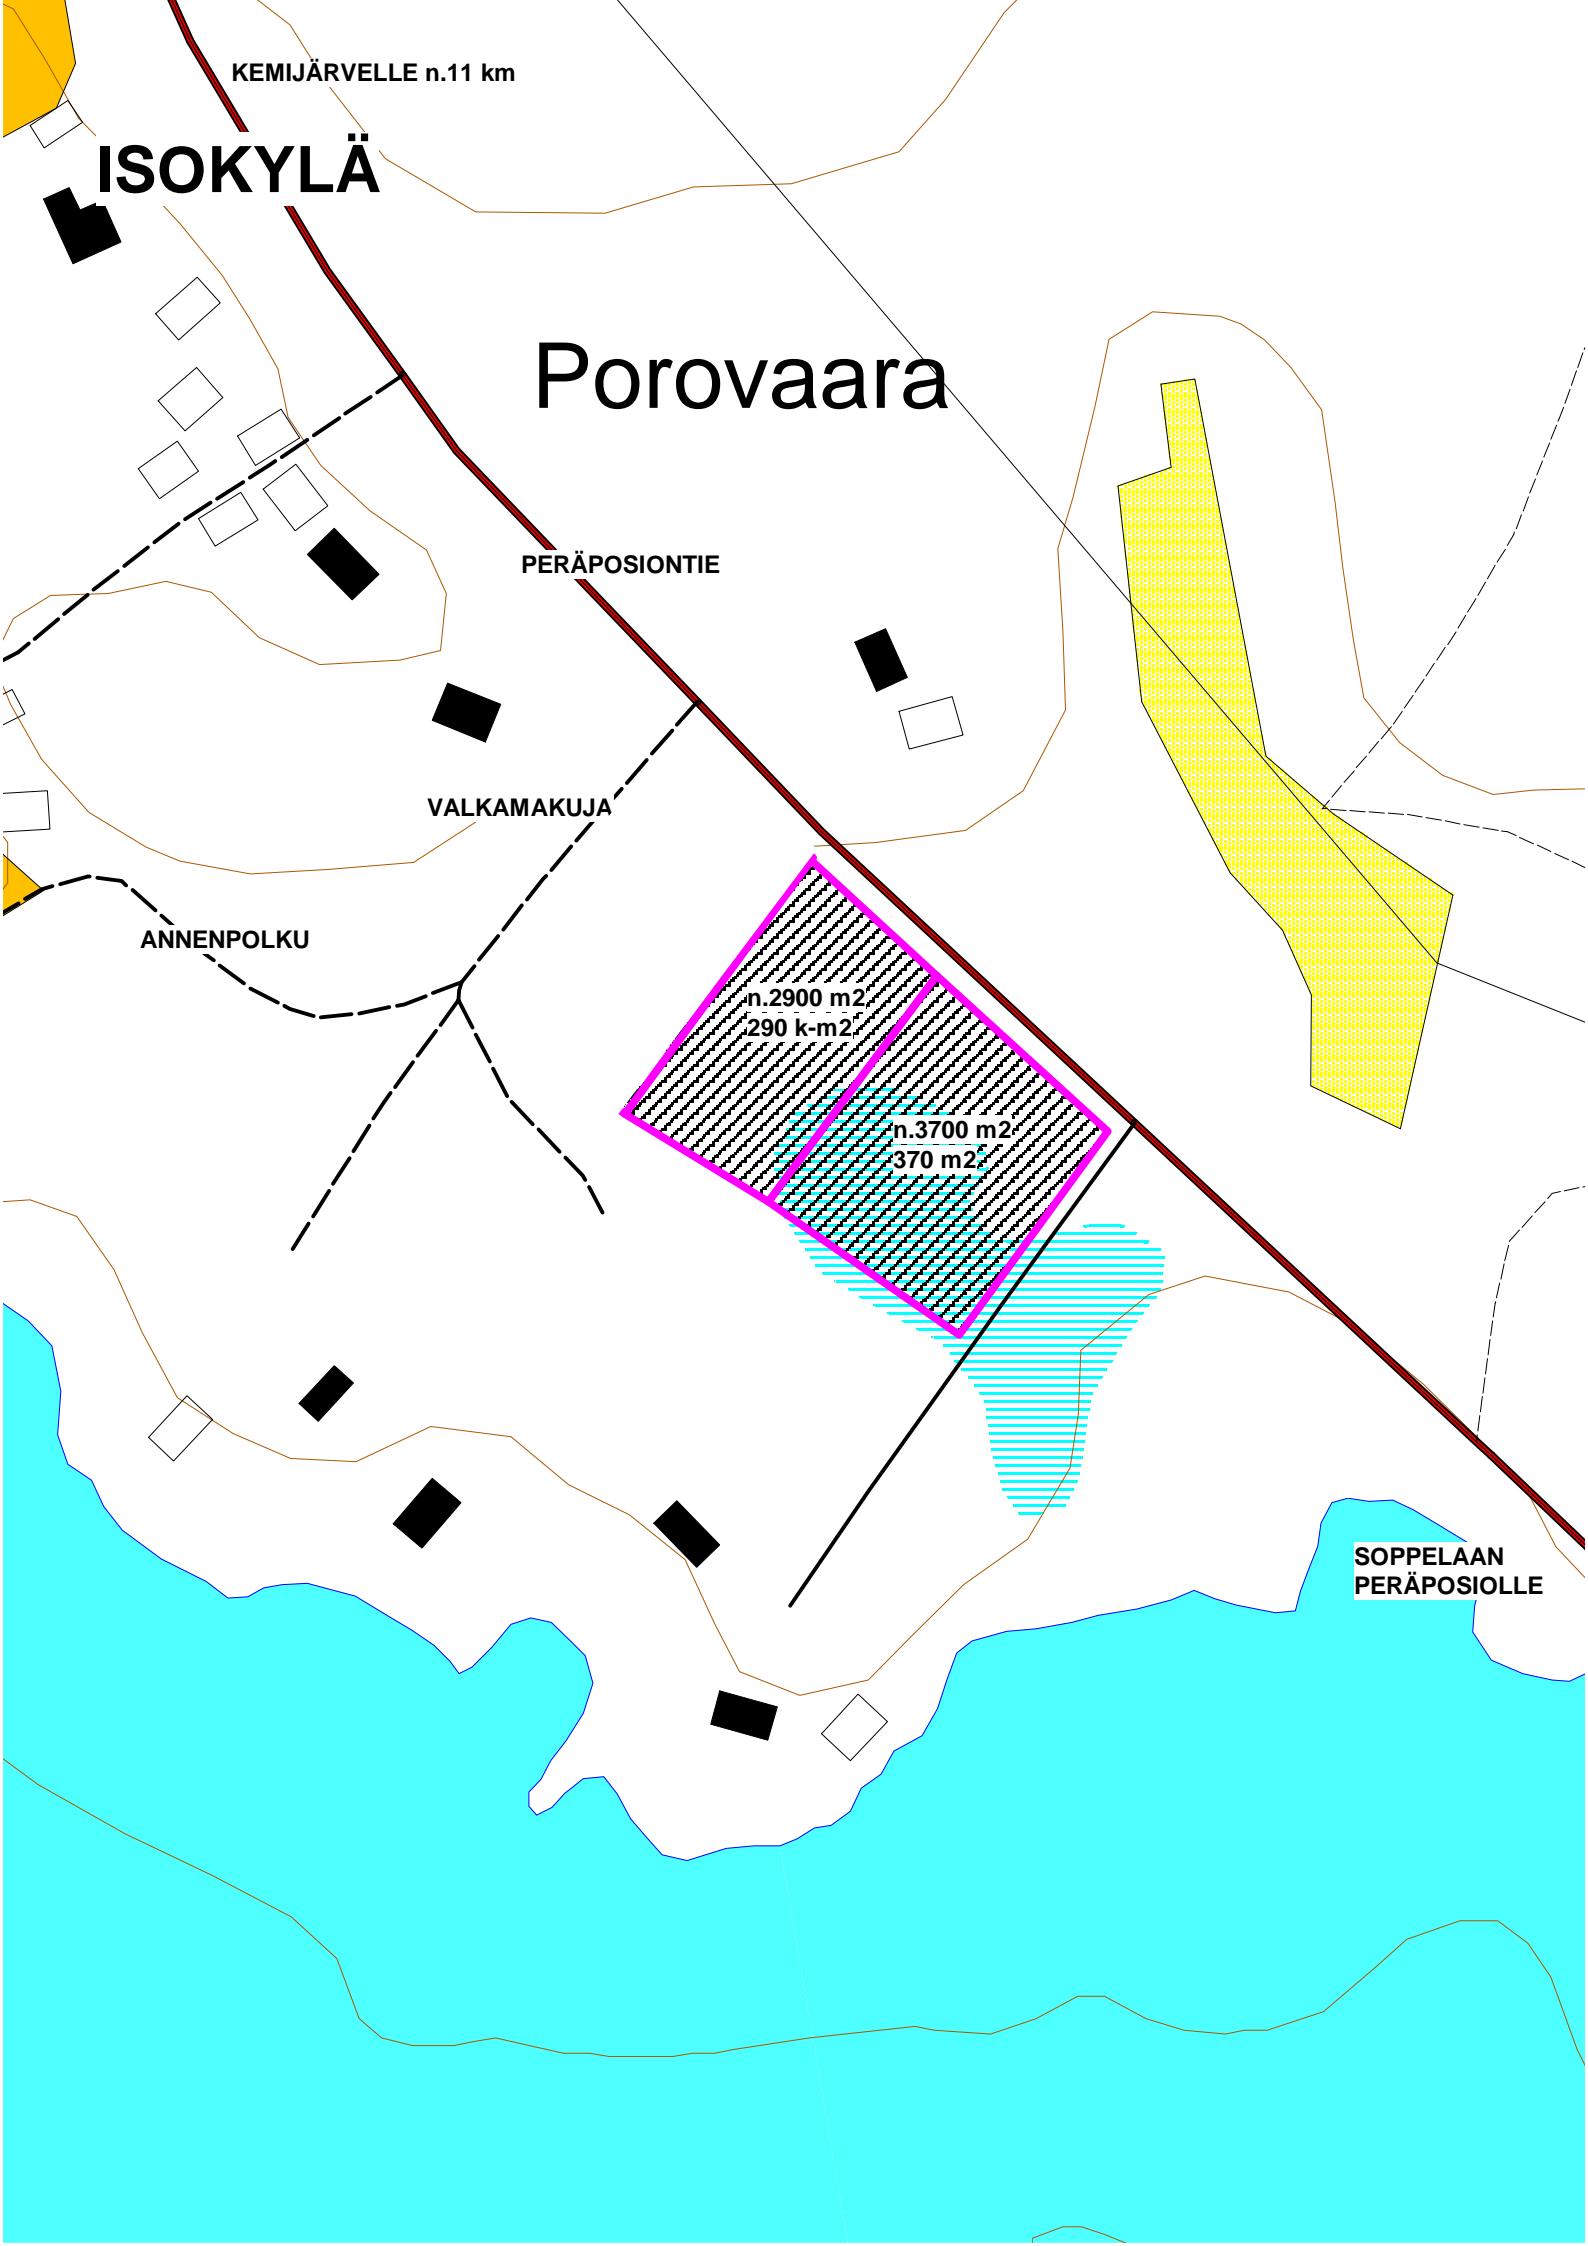 KEMIJÄRVELLE n.11 km
ISOKYLÄ
Porovaara
PERÄPOSIONTIE
VALKAMAKUJA
ANNENPOLKU
n.2900 m2
290 k-m2
n.3700 m2
370 m2
SOPPELAAN
PERÄPOSIOLLE